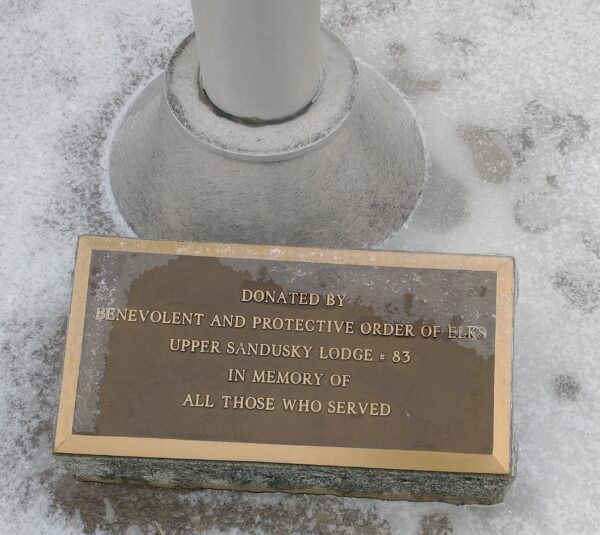 DONATED BY
BENEVOLENT AND PROTECTIVE ORDER OF ELKS
UPPER SANDUSKY LODGE # 83
IN MEMORY OF
ALL THOSE WHO SERVED